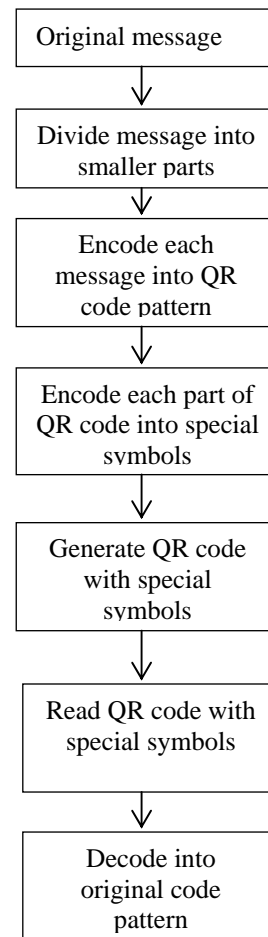 Original message
Divide message into
smaller parts
Encode each
message into QR
code pattern
Encode each part of
QR code into special
symbols
Generate QR code
with special
symbols
Read QR code with
special symbols
Decode into
original code
pattern